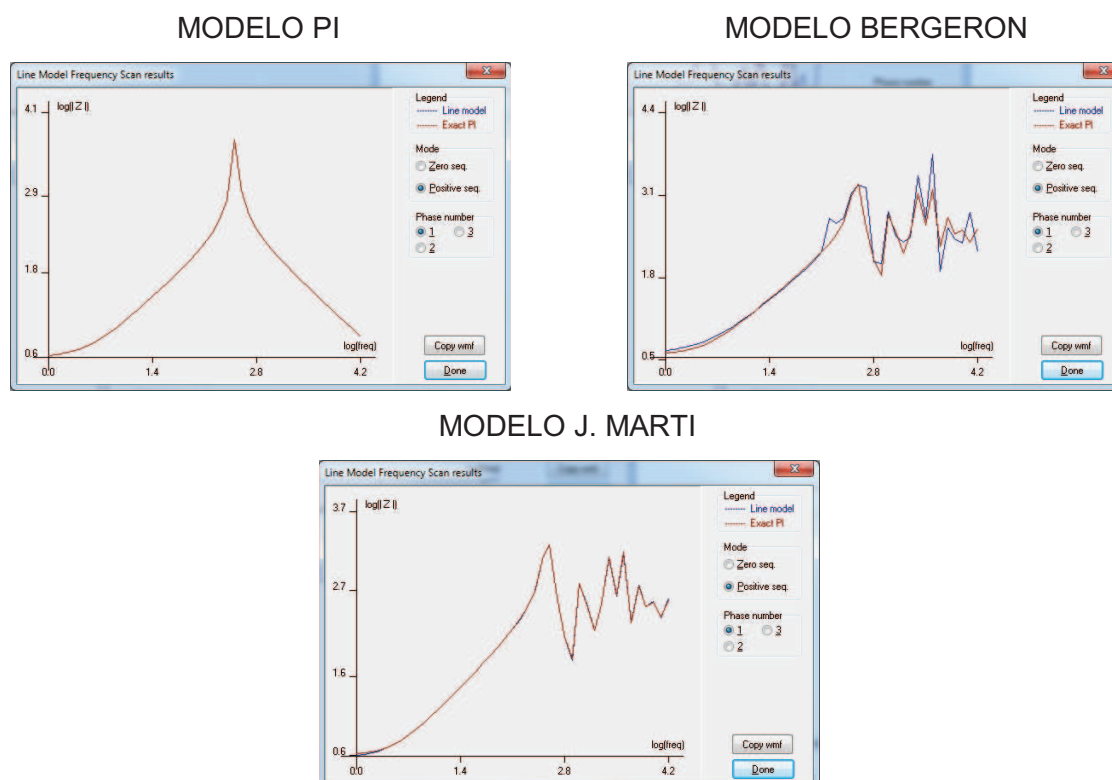 MODELO PI
Line Model Frequency Scan results
4.1
log(| Z |)
2.9
1.8
0.6
0.0
1.4
2.8
4.2
log(freq)
Legend
Line model
Exact PI
Mode
Zero seq.
Positive seq.
Phase number
1
3
2
Copy wmf
Done
MODELO BERGERON
Line Model Frequency Scan results
Phase number
4.4
log(| Z |)
3.1
1.8
0.5
0.0
1.4
2.8
4.2
log(freq)
Legend
Line model
Exact PI
Mode
Zero seq.
Positive seq.
Phase number
1
3
2
Copy wmf
Done
MODELO J. MARTI
Line Model Frequency Scan results
3.7
log(| Z |)
2.7
1.6
0.6
0.0
1.4
2.8
4.2
log(freq)
Legend
Line model
Exact PI
Mode
Zero seq.
Positive seq.
Phase number
1
3
2
Copy wmf
Done